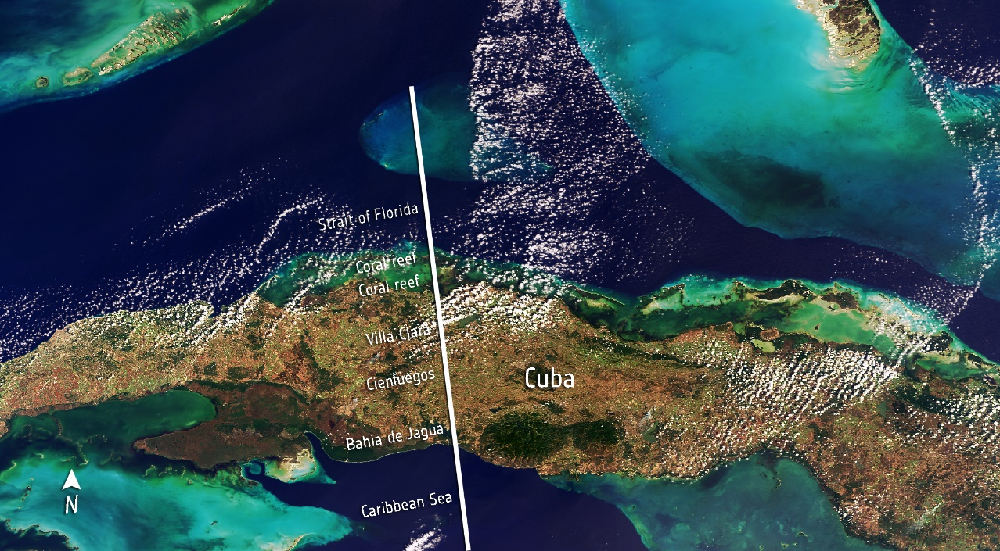 Strait of Florida
Coral reef
Coral reef
Villa Clara
Cienfuegos
Cuba
Bahia de Jagua
N
Caribbean Sea